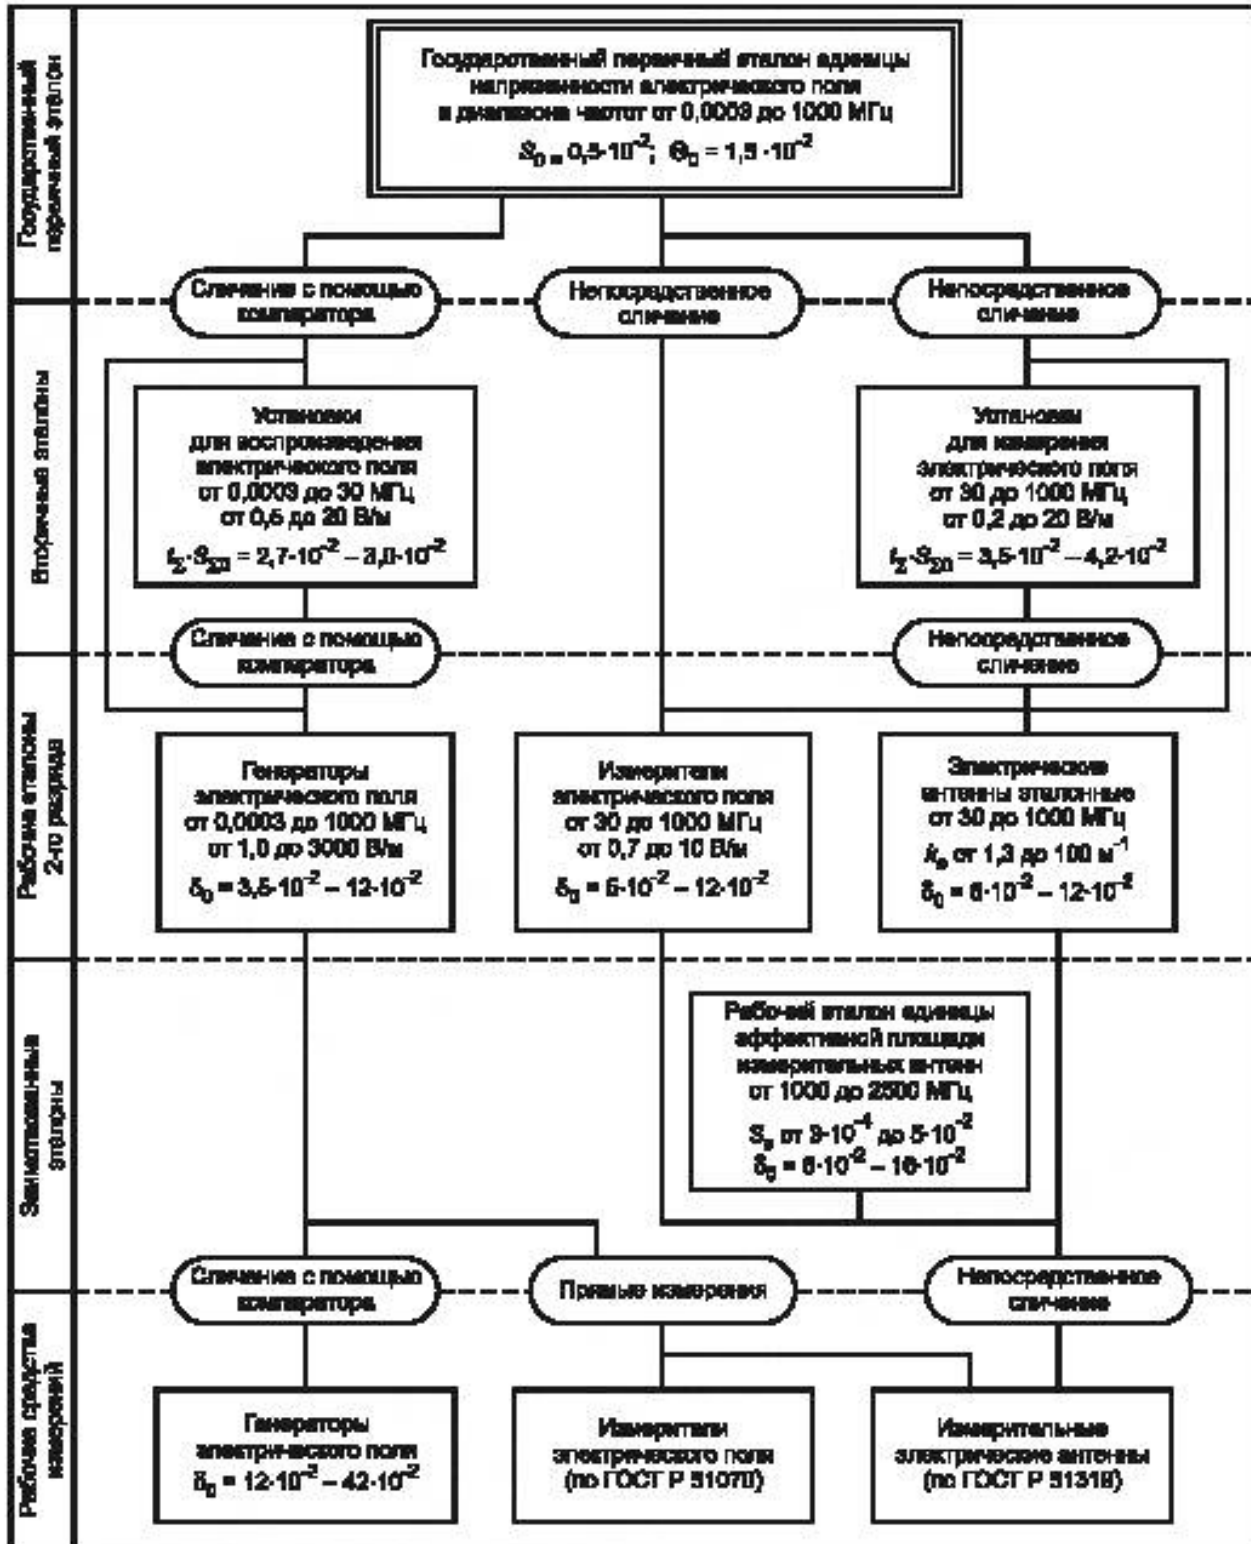 Государственный первичный эталон
Государственный первичный эталон единицы
напряженности электрического поля
в диапазоне частот от 0,0003 до 1000 МГц
S₀ = 0,5·10⁻²; Θ₀ = 1,5·10⁻²
Сличение с помощью
компаратора
Непосредственное
сличение
Непосредственное
сличение
Вторичные эталоны
Установки
для воспроизведения
электрического поля
от 0,0003 до 30 МГц
от 0,5 до 20 В/м
t_Σ·S_Σ0 = 2,7·10⁻² – 3,0·10⁻²
Установки
для измерения
электрического поля
от 30 до 1000 МГц
от 0,2 до 20 В/м
t_Σ·S_Σ0 = 3,5·10⁻² – 4,2·10⁻²
Сличение с помощью
компаратора
Непосредственное
сличение
Рабочие эталоны
2-го разряда
Генераторы
электрического поля
от 0,0003 до 1000 МГц
от 1,0 до 3000 В/м
δ₀ = 3,5·10⁻² – 12·10⁻²
Измерители
электрического поля
от 30 до 1000 МГц
от 0,7 до 10 В/м
δ₀ = 6·10⁻² – 12·10⁻²
Электрические
антенны эталонные
от 30 до 1000 МГц
от 1,3 до 100 м⁻¹
δ₀ = 6·10⁻² – 12·10⁻²
Заимствованные
эталоны
Рабочий эталон единицы
эффективной площади
измерительных антенн
от 1000 до 2500 МГц
от до 5·10⁻²
δ₀ = 6·10⁻² – 16·10⁻²
Сличение с помощью
компаратора
Прямые измерения
Непосредственное
сличение
Рабочие средства
измерений
Генераторы
электрического поля
δ₀ = 12·10⁻² – 42·10⁻²
Измерители
электрического поля
(по ГОСТ Р 51070)
Измерительные
электрические антенны
(по ГОСТ Р 51319)